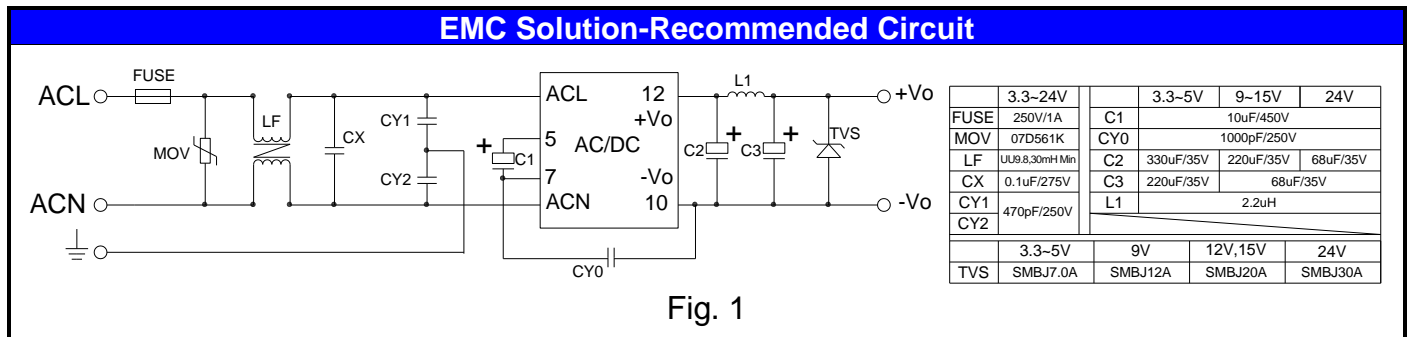 EMC Solution-Recommended Circuit
FUSE
ACL
LF
MOV
CX
CY1
CY2
ACN
+
C1
ACL 12
+Vo
5 AC/DC
7 -Vo
ACN 10
CY0
L1
+
C2
+
C3
TVS
+Vo
-Vo
3.3~24V
FUSE 250V/1A
MOV 07D561K
LF UU9.8,30mH Min
CX 0.1uF/275V
CY1 470pF/250V
CY2
3.3~5V 9~15V 24V
C1 10uF/450V
CY0 1000pF/250V
C2 330uF/35V 220uF/35V 68uF/35V
C3 220uF/35V 68uF/35V
L1 2.2uH
3.3~5V 9V 12V,15V 24V
TVS SMBJ7.0A SMBJ12A SMBJ20A SMBJ30A
Fig. 1